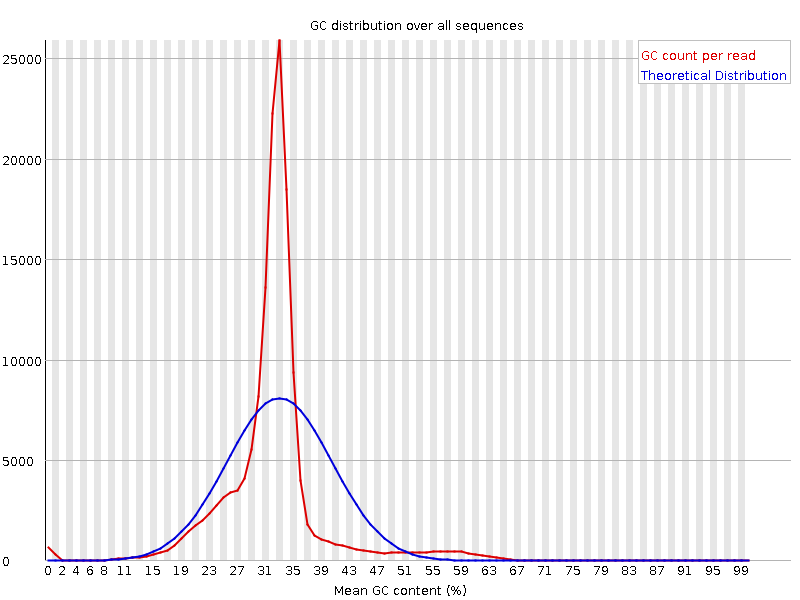 GC distribution over all sequences
GC count per read
Theoretical Distribution
25000
20000
15000
10000
5000
0
0 2 4 6 8 11 15 19 23 27 31 35 39 43 47 51 55 59 63 67 71 75 79 83 87 91 95 99
Mean GC content (%)